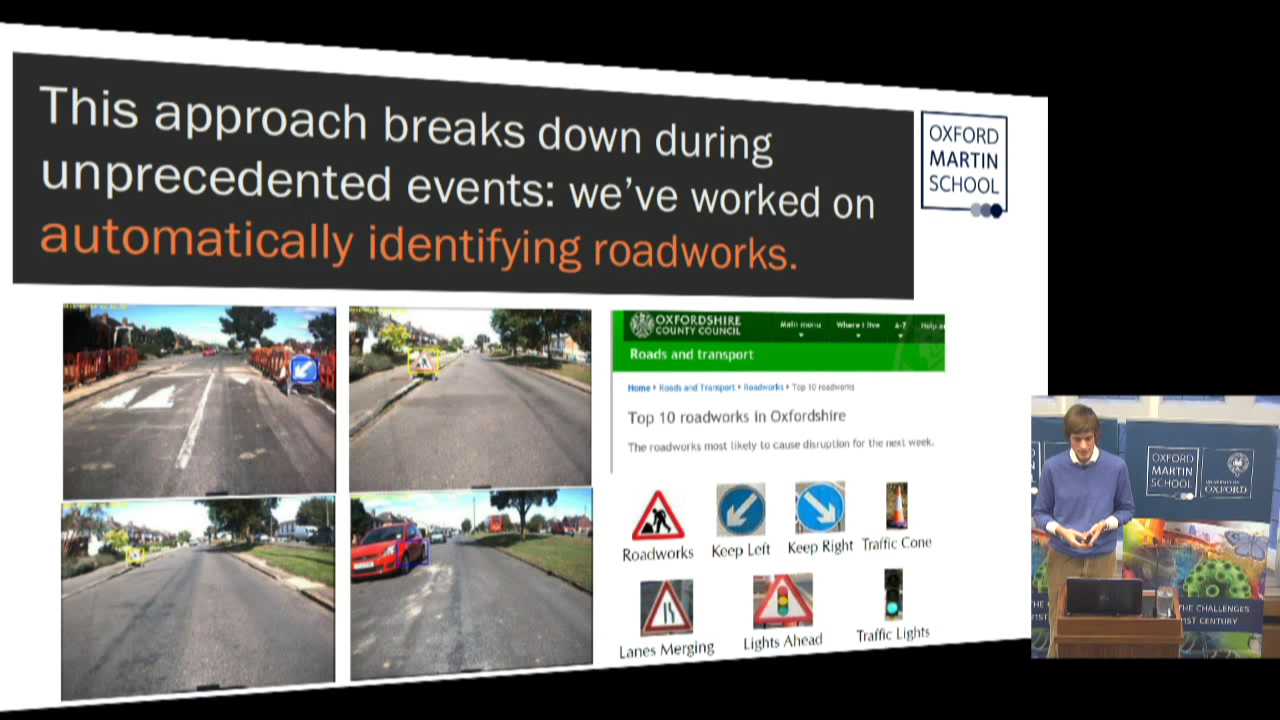 This approach breaks down during
unprecedented events: we've worked on
automatically identifying roadworks.
OXFORD
MARTIN
SCHOOL
OXFORDSHIRE
COUNTY COUNCIL
Main menu
Where I live
A-Z
Roads and transport
Home Roads and Transport Roadworks Top 10 roadworks
Top 10 roadworks in Oxfordshire
The roadworks most likely to cause disruption for the next week.
Roadworks
Keep Left
Keep Right
Traffic Cone
Lanes Merging
Lights Ahead
Traffic Lights
OXFORD
MARTIN
SCHOOL
UNIVERSITY OF
OXFORD
THE CHALLENGES
CENTURY